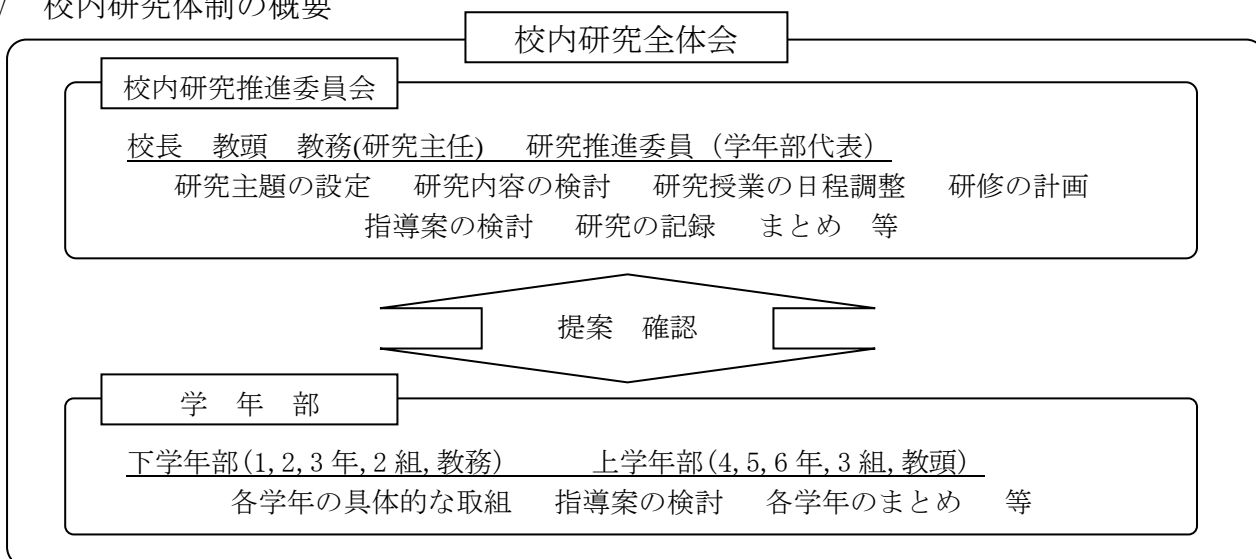 校内研究体制の概要
校内研究全体会
校内研究推進委員会
校長　教頭　教務(研究主任)　研究推進委員（学年部代表）
研究主題の設定　研究内容の検討　研究授業の日程調整　研修の計画
指導案の検討　研究の記録　まとめ　等
提案　確認
学　年　部
下学年部(1,2,3年,2組,教務)　　上学年部(4,5,6年,3組,教頭)
各学年の具体的な取組　指導案の検討　各学年のまとめ　等